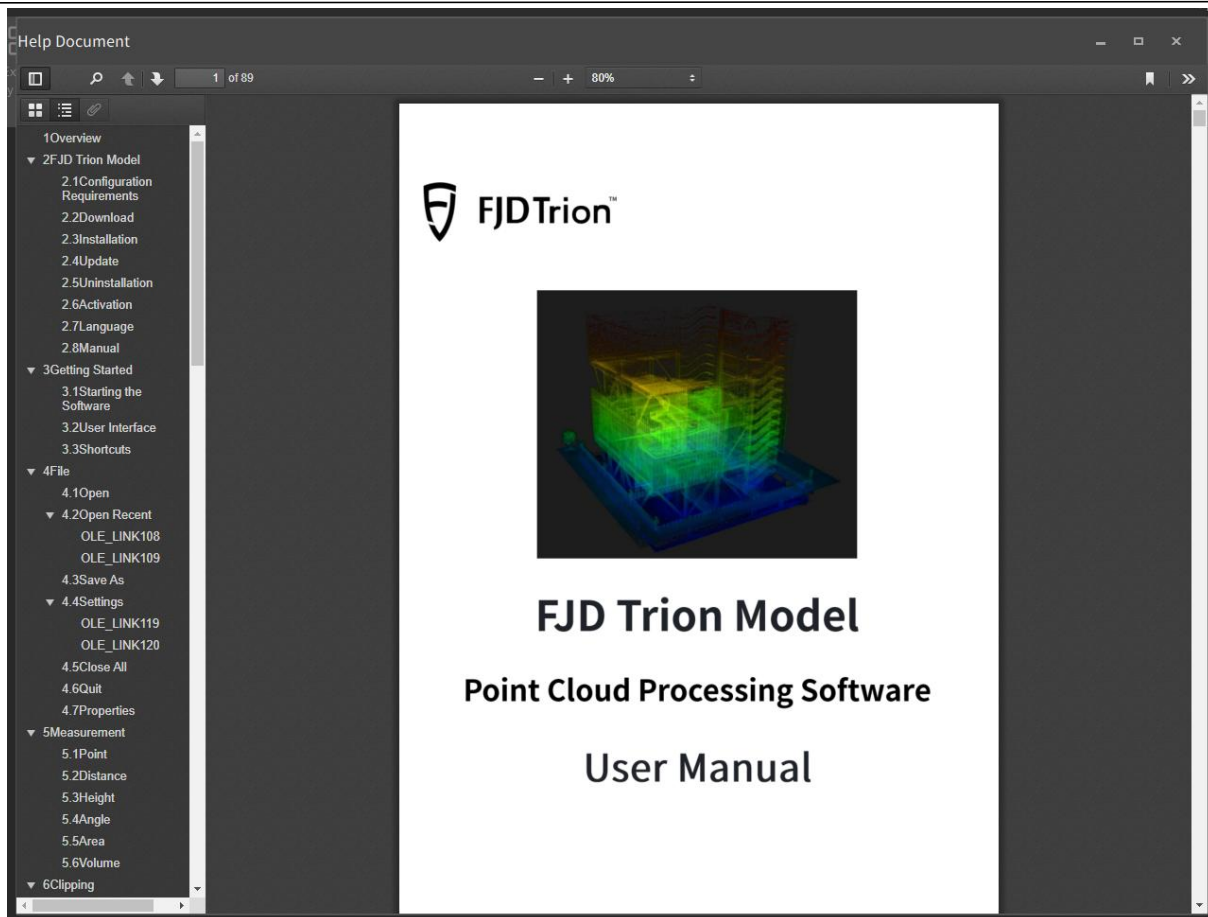 Help Document
1 of 89
80%
1Overview
2FJD Trion Model
2.1Configuration
Requirements
2.2Download
2.3Installation
2.4Update
2.5Uninstallation
2.6Activation
2.7Language
2.8Manual
3Getting Started
3.1Starting the
Software
3.2User Interface
3.3Shortcuts
4File
4.1Open
4.2Open Recent
OLE_LINK108
OLE_LINK109
4.3Save As
4.4Settings
OLE_LINK119
OLE_LINK120
4.5Close All
4.6Quit
4.7Properties
5Measurement
5.1Point
5.2Distance
5.3Height
5.4Angle
5.5Area
5.6Volume
6Clipping
FJDTrion™
FJD Trion Model
Point Cloud Processing Software
User Manual